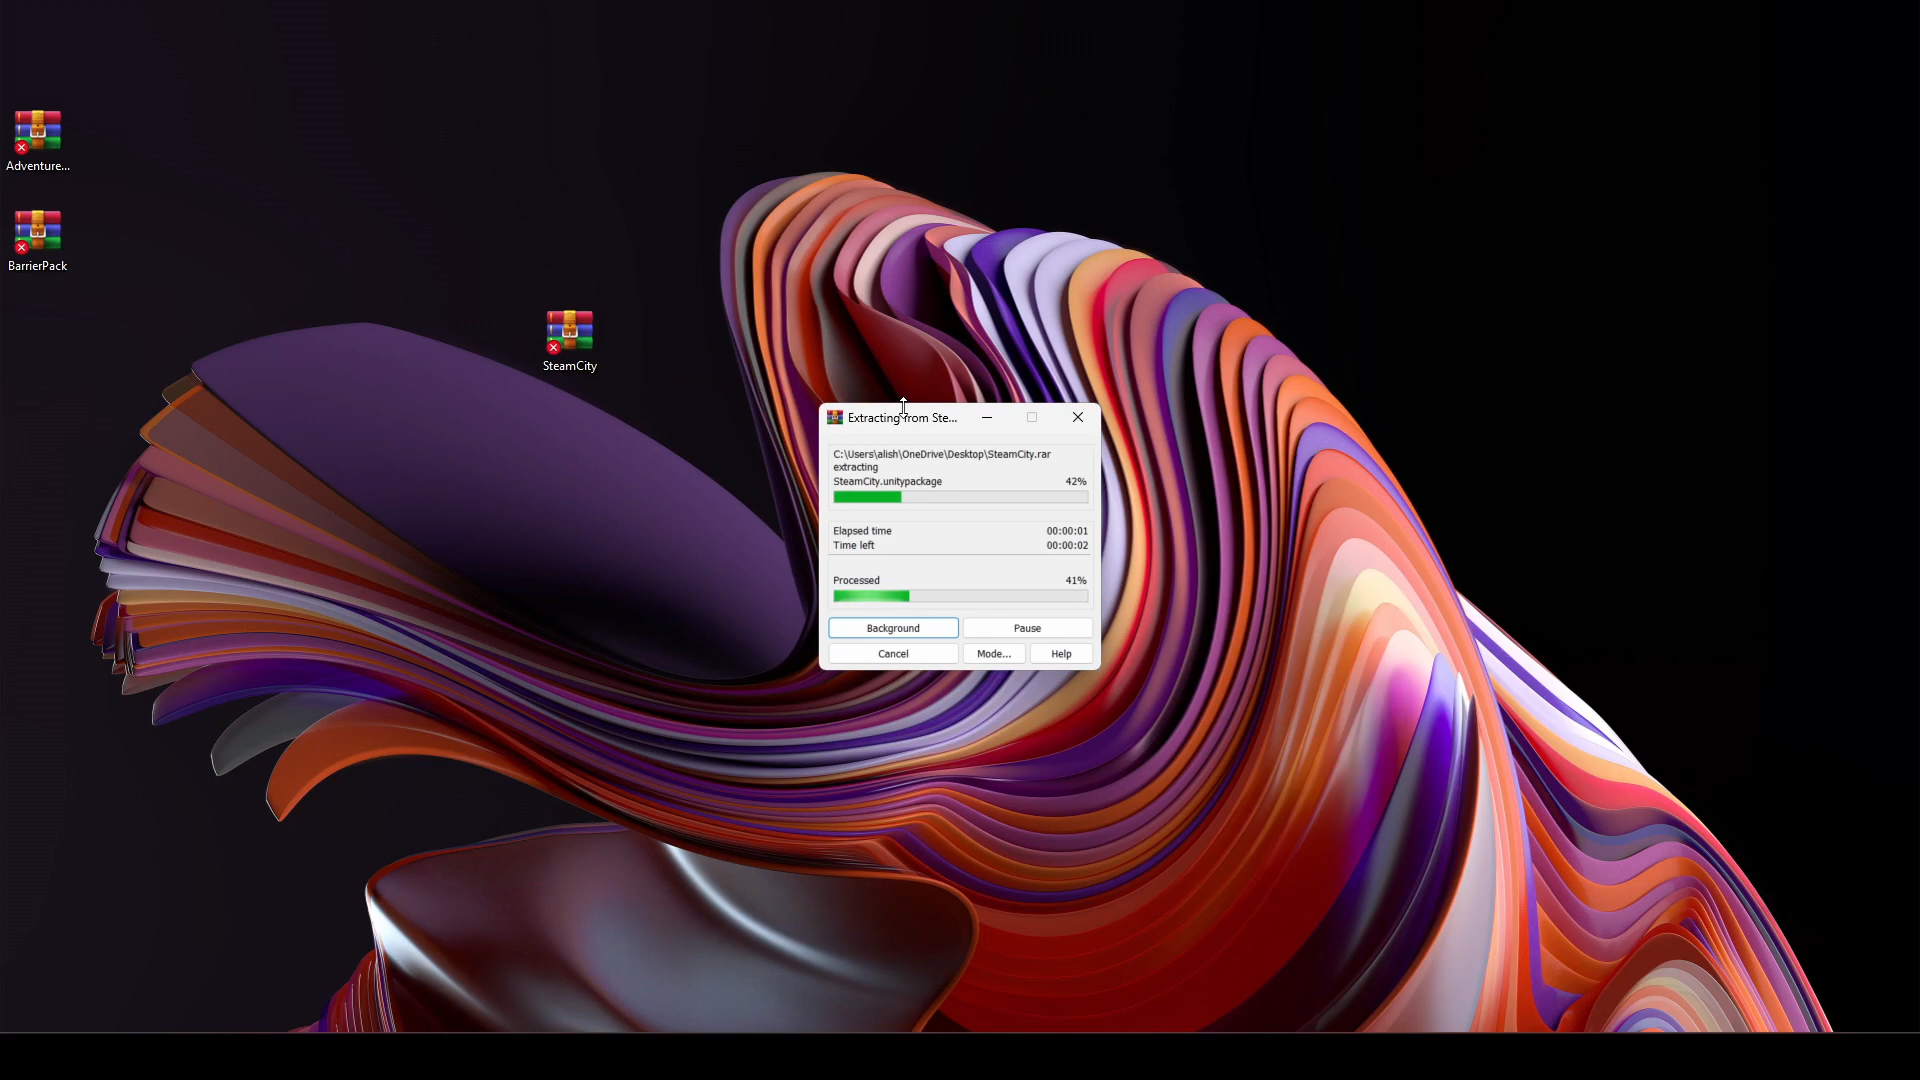 Adventure...
BarrierPack
SteamCity
Extracting from Ste...
C:\Users\alish\OneDrive\Desktop\SteamCity.rar
extracting
SteamCity.unitypackage 42%
Elapsed time 00:00:01
Time left 00:00:02
Processed 41%
Background Pause
Cancel Mode... Help